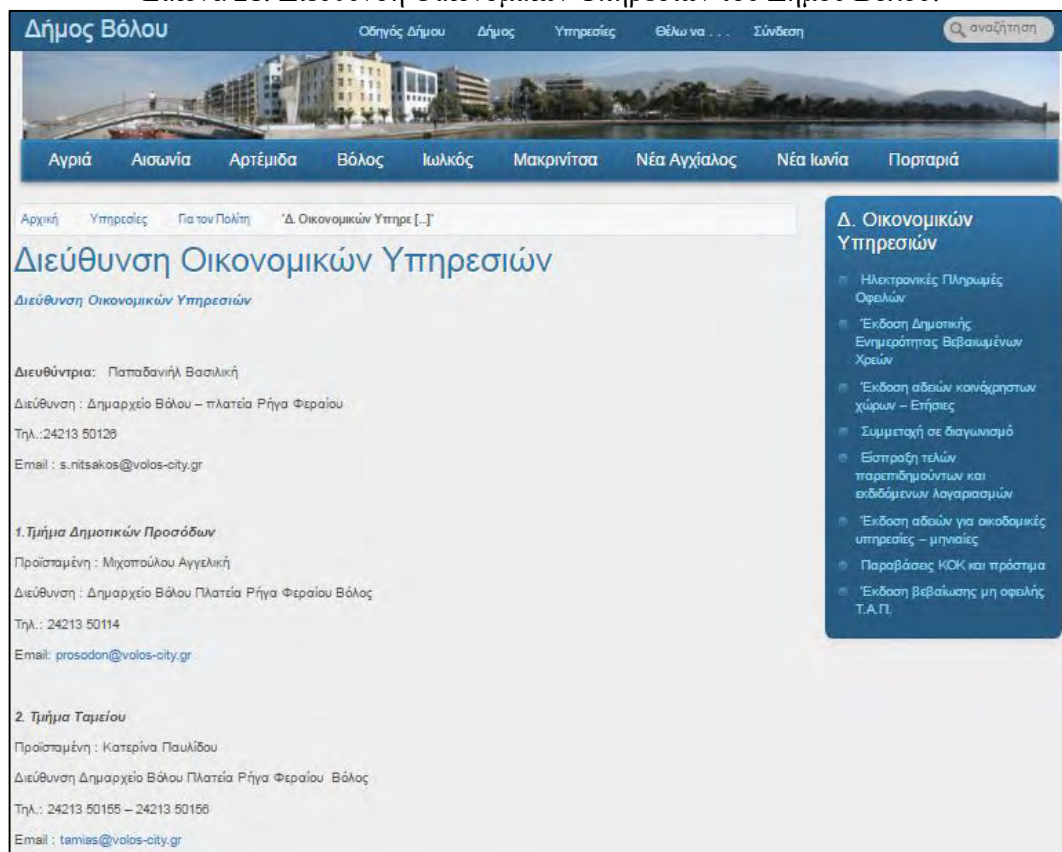 Δήμος Βόλου
Οδηγός Δήμου Δήμος Υπηρεσίες Θέλω να . . . Σύνδεση
αναζήτηση
Αγριά Αισωνία Αρτέμιδα Βόλος Ιωλκός Μακρινίτσα Νέα Αγχίαλος Νέα Ιωνία Πορταριά
Αρχική Υπηρεσίες Για τον Πολίτη 'Δ. Οικονομικών Υπηρε [...]'
Διεύθυνση Οικονομικών Υπηρεσιών
Διεύθυνση Οικονομικών Υπηρεσιών
Διευθύντρια: Παπαδανιήλ Βασιλική
Διεύθυνση : Δημαρχείο Βόλου – πλατεία Ρήγα Φεραίου
Τηλ.:24213 50126
Email : s.nitsakos@volos-city.gr
1.Τμήμα Δημοτικών Προσόδων
Προϊσταμένη : Μιχοπούλου Αγγελική
Διεύθυνση : Δημαρχείο Βόλου Πλατεία Ρήγα Φεραίου Βόλος
Τηλ.: 24213 50114
Email: prosodon@volos-city.gr
2. Τμήμα Ταμείου
Προϊσταμένη : Κατερίνα Παυλίδου
Διεύθυνση Δημαρχείο Βόλου Πλατεία Ρήγα Φεραίου Βόλος
Τηλ.: 24213 50155 – 24213 50156
Email : tamias@volos-city.gr
Δ. Οικονομικών
Υπηρεσιών
Ηλεκτρονικές Πληρωμές
Οφειλών
Έκδοση Δημοτικής
Ενημερότητας Βεβαιωμένων
Χρεών
Έκδοση αδειών κοινόχρηστων
χώρων – Ετήσιες
Συμμετοχή σε διαγωνισμό
Είσπραξη τελών
παρεπιδημούντων και
εκδιδόμενων λογαριασμών
Έκδοση αδειών για οικοδομικές
υπηρεσίες – μηνιαίες
Παραβάσεις ΚΟΚ και πρόστιμα
Έκδοση βεβαίωσης μη οφειλής
Τ.Α.Π.